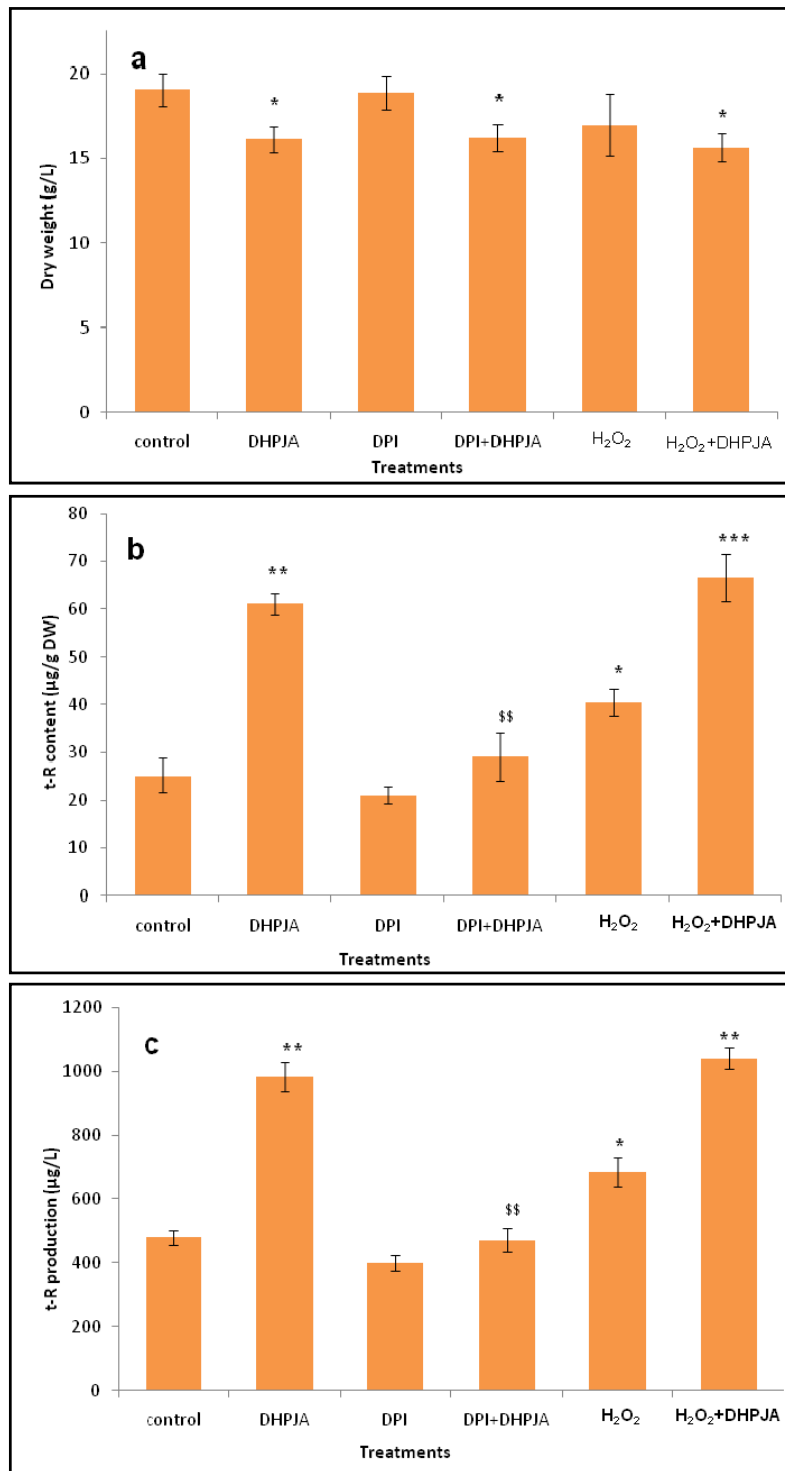 a
Dry weight (g/L)
20
15
10
5
0
*
*
*
control DHPJA DPI DPI+DHPJA H₂O₂ H₂O₂+DHPJA
Treatments
b
t-R content (µg/g DW)
80
70
60
50
40
30
20
10
0
**
$$
*
***
control DHPJA DPI DPI+DHPJA H₂O₂ H₂O₂+DHPJA
Treatments
c
t-R production (µg/L)
1200
1000
800
600
400
200
0
**
$$
*
**
control DHPJA DPI DPI+DHPJA H₂O₂ H₂O₂+DHPJA
Treatments